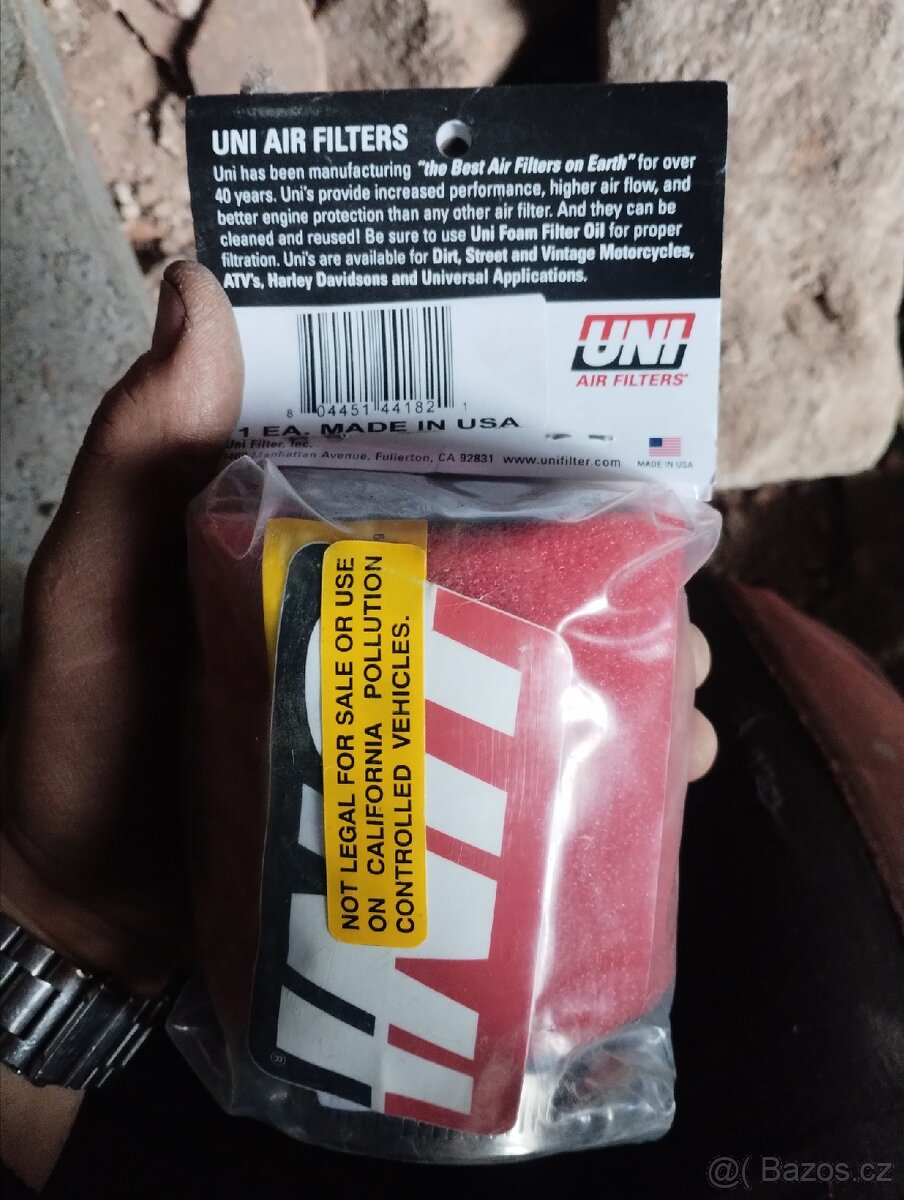 UNI AIR FILTERS
Uni has been manufacturing "the Best Air Filters on Earth" for over
40 years. Uni's provide increased performance, higher air flow, and
better engine protection than any other air filter. And they can be
cleaned and reused! Be sure to use Uni Foam Filter Oil for proper
filtration. Uni's are available for Dirt, Street and Vintage Motorcycles,
ATV's, Harley Davidsons and Universal Applications.
8 04451 44182 1
1 EA. MADE IN USA
UNI
AIR FILTERS®
Uni Filter, Inc.
Manhattan Avenue, Fullerton, CA 92831 www.unifilter.com
MADE IN USA
NOT LEGAL FOR SALE OR USE
ON CALIFORNIA POLLUTION
CONTROLLED VEHICLES.
UNI
®
@( Bazos.cz